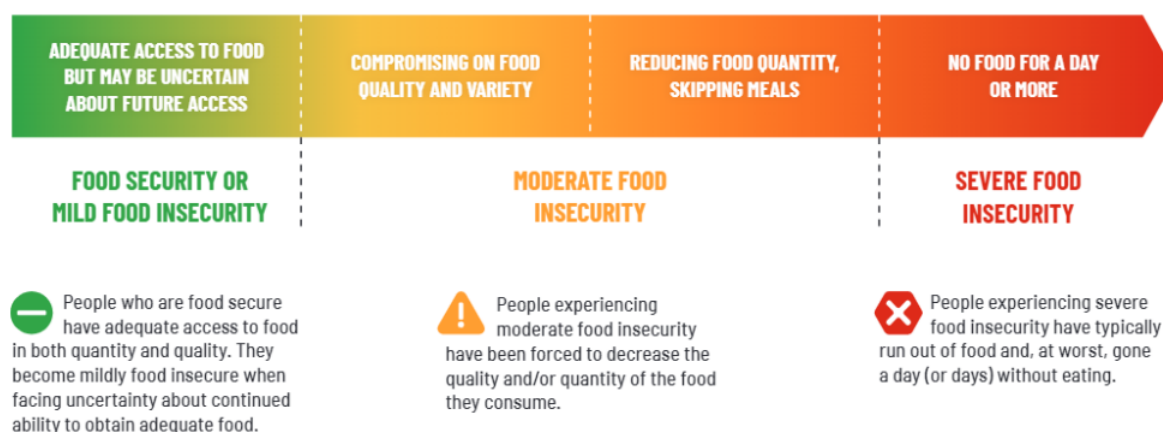 ADEQUATE ACCESS TO FOOD
BUT MAY BE UNCERTAIN
ABOUT FUTURE ACCESS
COMPROMISING ON FOOD
QUALITY AND VARIETY
REDUCING FOOD QUANTITY,
SKIPPING MEALS
NO FOOD FOR A DAY
OR MORE
FOOD SECURITY OR
MILD FOOD INSECURITY
MODERATE FOOD
INSECURITY
SEVERE FOOD
INSECURITY
People who are food secure
have adequate access to food
in both quantity and quality. They
become mildly food insecure when
facing uncertainty about continued
ability to obtain adequate food.
People experiencing
moderate food insecurity
have been forced to decrease the
quality and/or quantity of the food
they consume.
People experiencing severe
food insecurity have typically
run out of food and, at worst, gone
a day (or days) without eating.